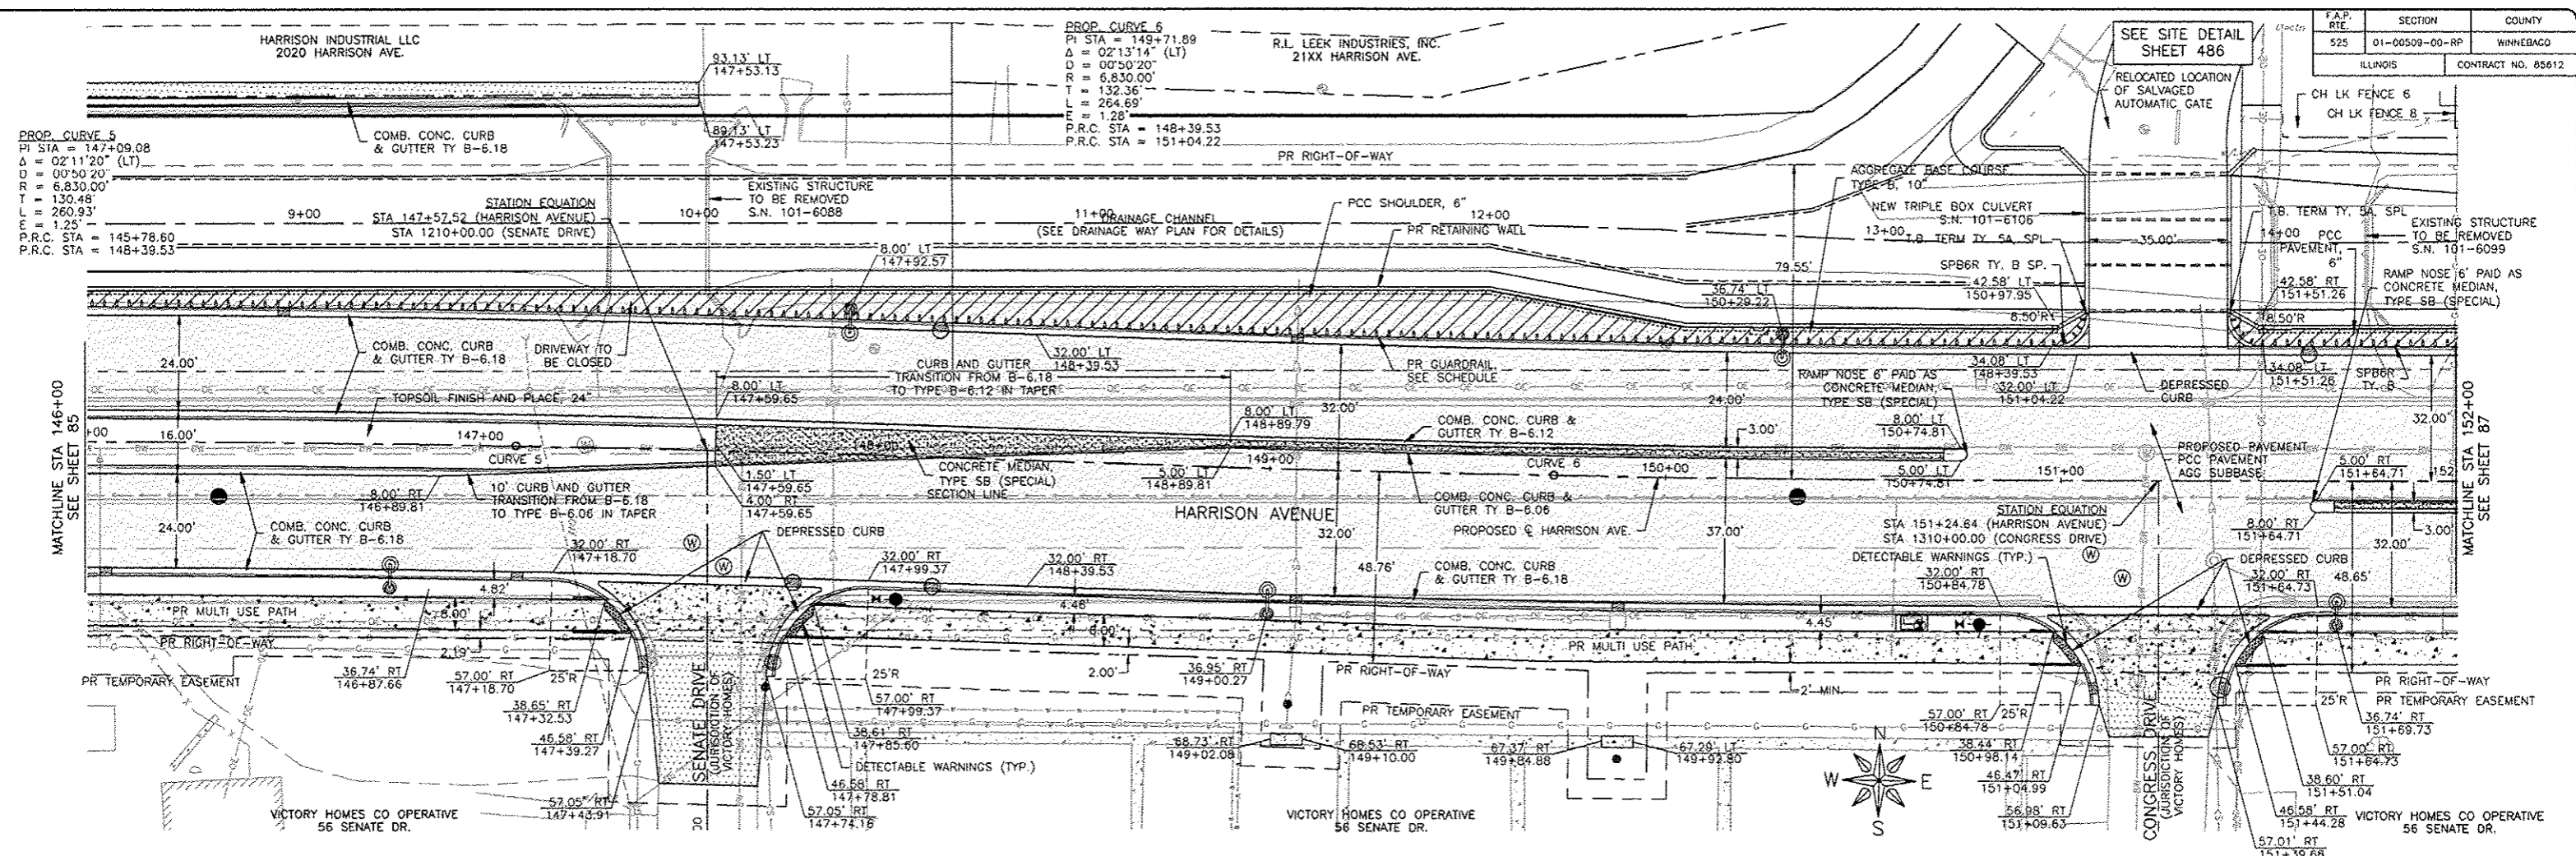 HARRISON INDUSTRIAL LLC
2020 HARRISON AVE.
PROP. CURVE 6
PI STA = 149+71.89
Δ = 02°13'14" (LT)
D = 00°50'20"
R = 6,830.00'
T = 132.36'
L = 264.69'
E = 1.28'
P.R.C. STA = 148+39.53
P.R.C. STA = 151+04.22
R.L. LEEK INDUSTRIES, INC.
21XX HARRISON AVE.
SEE SITE DETAIL
SHEET 486
F.A.P. RTE.
SECTION
COUNTY
525
01-00509-00-RP
WINNEBAGO
ILLINOIS
CONTRACT NO. 85612
RELOCATED LOCATION
OF SALVAGED
AUTOMATIC GATE
CH LK FENCE 6
CH LK FENCE 8
93.13' LT
147+53.13
89.13' LT
147+53.23
COMB. CONC. CURB
& GUTTER TY B-6.18
PROP. CURVE 5
PI STA = 147+09.08
Δ = 02°11'20" (LT)
D = 00°50'20"
R = 6,830.00'
T = 130.48'
L = 260.93'
E = 1.25'
P.R.C. STA = 145+78.60
P.R.C. STA = 148+39.53
PR RIGHT-OF-WAY
EXISTING STRUCTURE
TO BE REMOVED
S.N. 101-6088
STATION EQUATION
STA 147+57.52 (HARRISON AVENUE)
STA 1210+00.00 (SENATE DRIVE)
9+00
10+00
11+00
12+00
13+00
14+00
DRAINAGE CHANNEL
(SEE DRAINAGE WAY PLAN FOR DETAILS)
PCC SHOULDER, 6"
PR RETAINING WALL
AGGREGATE BASE COURSE,
TYPE B, 10"
NEW TRIPLE BOX CULVERT
S.N. 101-6106
T.B. TERM TY. 5A, SPL
T.B. TERM TY. 5A, SPL
35.00'
79.55'
SPB6R TY. B SP.
PCC
PAVEMENT,
6"
EXISTING STRUCTURE
TO BE REMOVED
S.N. 101-6099
RAMP NOSE 6' PAID AS
CONCRETE MEDIAN,
TYPE SB (SPECIAL)
8.00' LT
147+92.57
36.74' LT
150+29.22
42.58' LT
150+97.95
8.50'R
42.58' RT
151+51.26
8.50'R
24.00'
COMB. CONC. CURB
& GUTTER TY B-6.18
DRIVEWAY TO
BE CLOSED
CURB AND GUTTER
TRANSITION FROM B-6.18
TO TYPE B-6.12 IN TAPER
32.00' LT
148+39.53
PR GUARDRAIL,
SEE SCHEDULE
34.08' LT
148+39.53
32.00' LT
151+04.22
DEPRESSED
CURB
34.08' LT
151+51.26
SPB6R
TY. B
MATCHLINE STA 146+00
SEE SHEET 85
MATCHLINE STA 152+00
SEE SHEET 87
TOPSOIL FINISH AND PLACE, 24"
8.00' LT
147+59.65
8.00' LT
148+89.79
32.00'
24.00'
RAMP NOSE 6" PAID AS
CONCRETE MEDIAN,
TYPE SB (SPECIAL)
8.00' LT
150+74.81
32.00'
COMB. CONC. CURB &
GUTTER TY B-6.12
3.00'
16.00'
147+00
CURVE 5
148+00
149+00
CURVE 6
150+00
151+00
152
5.00' LT
150+74.81
PROPOSED PAVEMENT
PCC PAVEMENT
AGG SUBBASE
5.00' RT
151+64.71
CONCRETE MEDIAN,
TYPE SB (SPECIAL)
SECTION LINE
5.00' LT
148+89.81
1.50' LT
147+59.65
4.00' RT
147+59.65
8.00' RT
146+89.81
10' CURB AND GUTTER
TRANSITION FROM B-6.18
TO TYPE B-6.06 IN TAPER
COMB. CONC. CURB &
GUTTER TY B-6.06
HARRISON AVENUE
PROPOSED ℄ HARRISON AVE.
37.00'
STATION EQUATION
STA 151+24.64 (HARRISON AVENUE)
STA 1310+00.00 (CONGRESS DRIVE)
8.00' RT
151+64.71
3.00'
24.00'
COMB. CONC. CURB
& GUTTER TY B-6.18
DEPRESSED CURB
32.00' RT
147+18.70
32.00' RT
147+99.37
32.00' RT
148+39.53
32.00'
48.76'
COMB. CONC. CURB
& GUTTER TY B-6.18
DETECTABLE WARNINGS (TYP.)
32.00' RT
150+84.78
DEPRESSED CURB
32.00' RT
151+64.73
32.00'
48.65'
PR MULTI USE PATH
4.82'
8.00'
4.46'
8.00'
4.45'
PR MULTI USE PATH
PR RIGHT-OF-WAY
2.19'
PR TEMPORARY EASEMENT
36.74' RT
146+87.66
57.00' RT
147+18.70
25'R
25'R
57.00' RT
147+99.37
2.00'
36.95' RT
149+00.27
PR RIGHT-OF-WAY
PR TEMPORARY EASEMENT
2' MIN.
PR RIGHT-OF-WAY
PR TEMPORARY EASEMENT
38.65' RT
147+32.53
46.58' RT
147+39.27
57.05' RT
147+43.91
SENATE DRIVE
(JURISDICTION OF
VICTORY HOMES)
38.61' RT
147+85.60
DETECTABLE WARNINGS (TYP.)
46.58' RT
147+78.81
57.05' RT
147+74.16
68.73' RT
149+02.08
68.53' RT
149+10.00
67.37' RT
149+84.88
67.29' LT
149+92.80
N
W
E
S
57.00' RT
150+84.78
25'R
38.44' RT
150+98.14
46.47' RT
151+04.99
56.98' RT
151+09.63
CONGRESS DRIVE
(JURISDICTION OF
VICTORY HOMES)
25'R
36.74' RT
151+69.73
57.00' RT
151+64.73
38.60' RT
151+51.04
46.58' RT
151+44.28
57.01' RT
151+39.68
VICTORY HOMES CO OPERATIVE
56 SENATE DR.
VICTORY HOMES CO OPERATIVE
56 SENATE DR.
VICTORY HOMES CO OPERATIVE
56 SENATE DR.